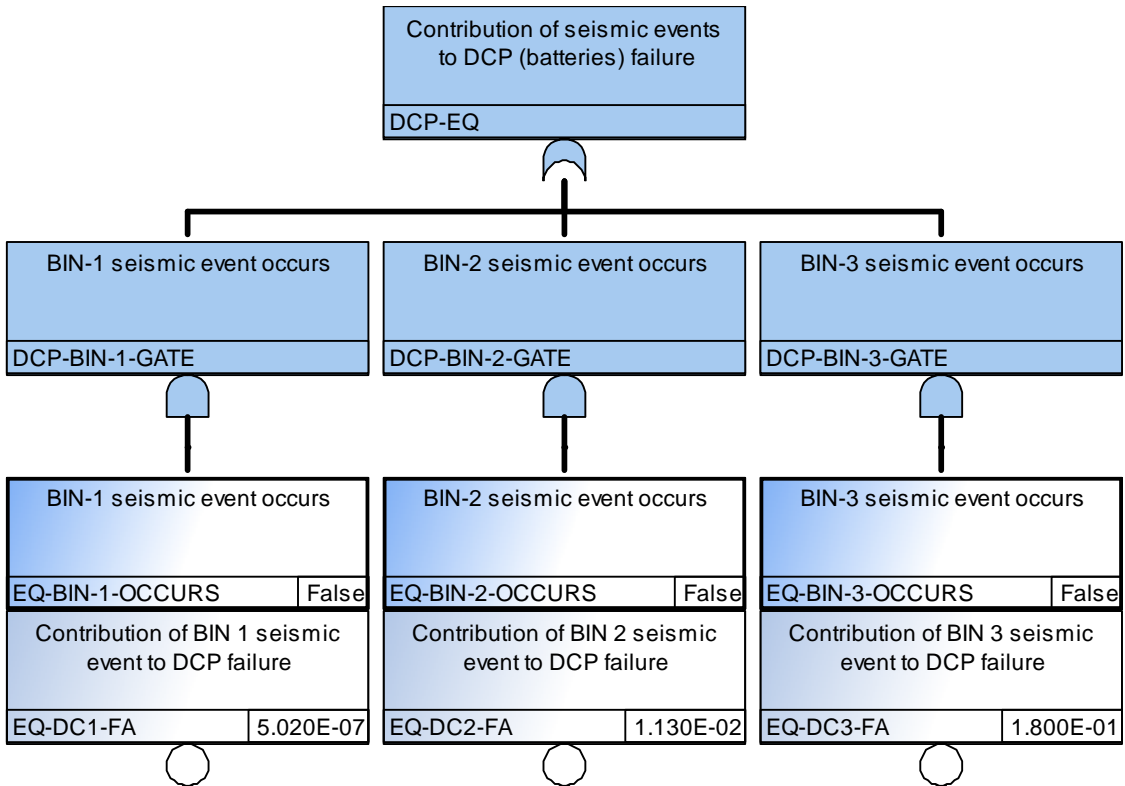 Contribution of seismic events
to DCP (batteries) failure
DCP-EQ
BIN-1 seismic event occurs
DCP-BIN-1-GATE
BIN-2 seismic event occurs
DCP-BIN-2-GATE
BIN-3 seismic event occurs
DCP-BIN-3-GATE
BIN-1 seismic event occurs
EQ-BIN-1-OCCURS False
Contribution of BIN 1 seismic
event to DCP failure
EQ-DC1-FA 5.020E-07
BIN-2 seismic event occurs
EQ-BIN-2-OCCURS False
Contribution of BIN 2 seismic
event to DCP failure
EQ-DC2-FA 1.130E-02
BIN-3 seismic event occurs
EQ-BIN-3-OCCURS False
Contribution of BIN 3 seismic
event to DCP failure
EQ-DC3-FA 1.800E-01